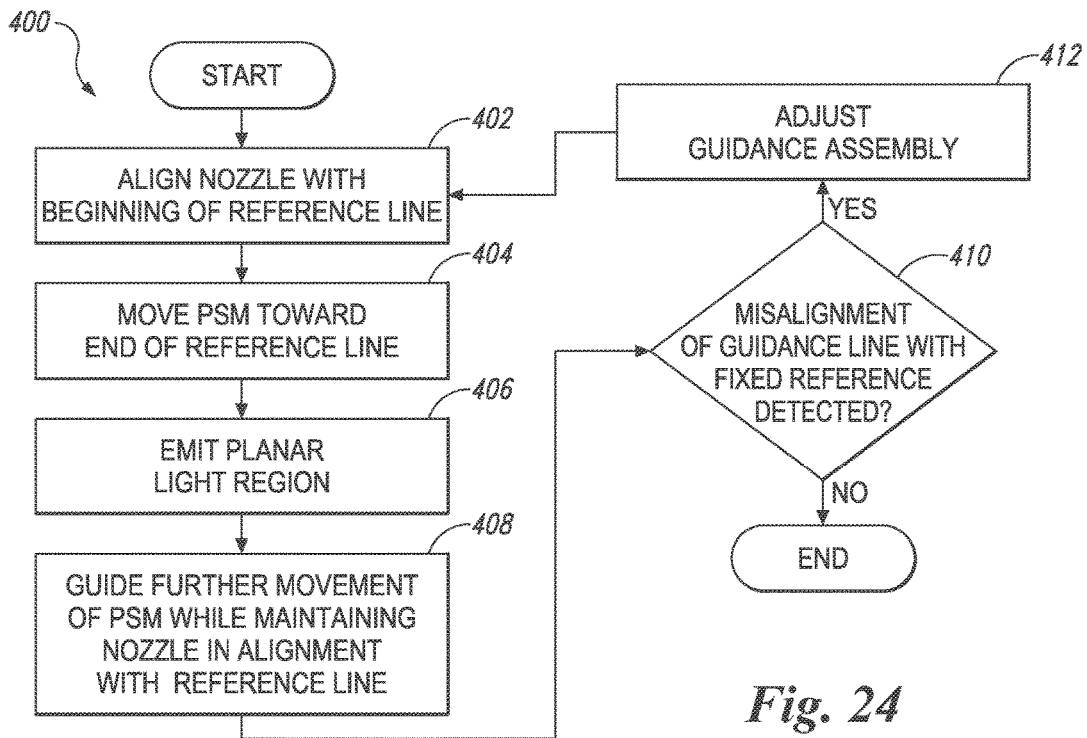 400
START
402
ALIGN NOZZLE WITH
BEGINNING OF REFERENCE LINE
404
MOVE PSM TOWARD
END OF REFERENCE LINE
406
EMIT PLANAR
LIGHT REGION
408
GUIDE FURTHER MOVEMENT
OF PSM WHILE MAINTAINING
NOZZLE IN ALIGNMENT
WITH REFERENCE LINE
412
ADJUST
GUIDANCE ASSEMBLY
YES
410
MISALIGNMENT
OF GUIDANCE LINE WITH
FIXED REFERENCE
DETECTED?
NO
END
Fig. 24